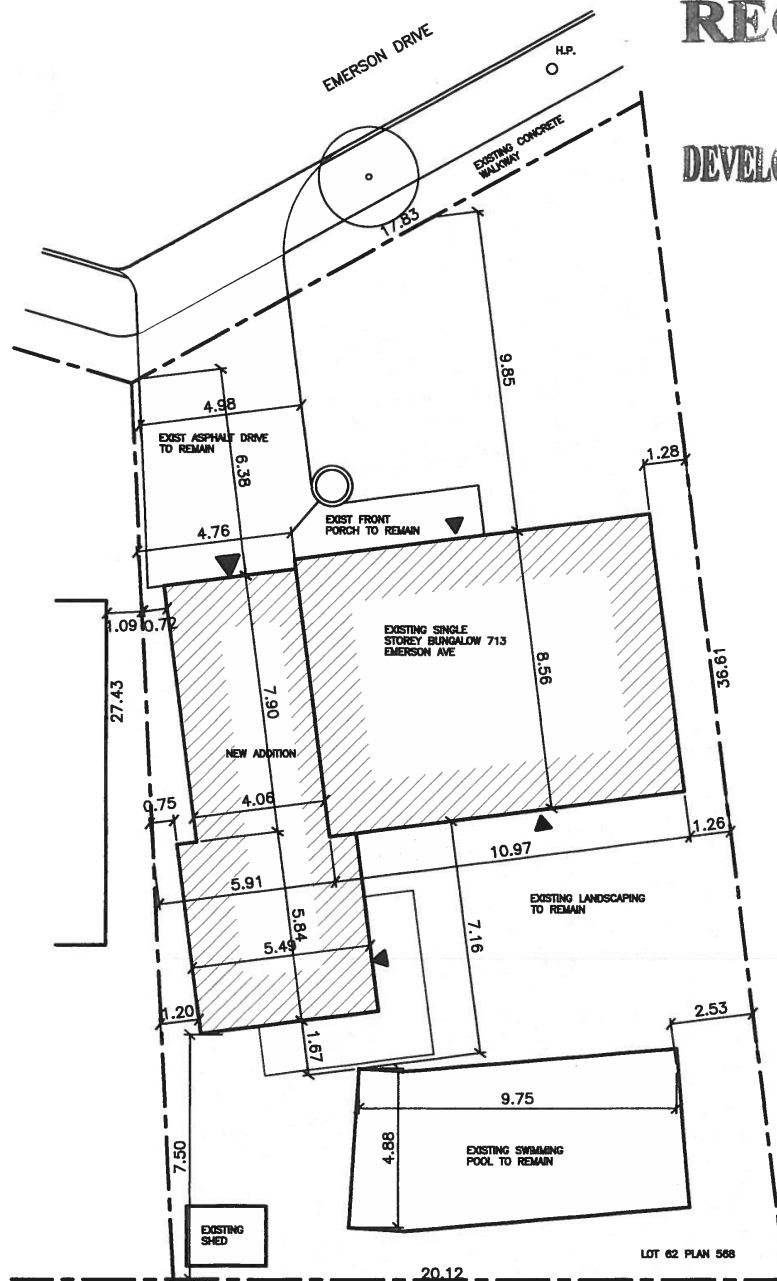 EMERSON DRIVE
H.P.
EXISTING CONCRETE
WALKWAY
17.83
9.85
4.98
EXIST ASPHALT DRIVE
TO REMAIN
6.38
1.28
4.76
EXIST FRONT
PORCH TO REMAIN
1.09
0.72
27.43
EXISTING SINGLE
STOREY BUNGALOW 713
EMERSON AVE
8.56
36.61
7.90
NEW ADDITION
0.75
4.06
1.26
10.97
5.91
EXISTING LANDSCAPING
TO REMAIN
5.84
7.16
5.49
1.20
1.67
2.53
9.75
7.50
4.88
EXISTING SWIMMING
POOL TO REMAIN
EXISTING
SHED
LOT 62 PLAN 568
20.12